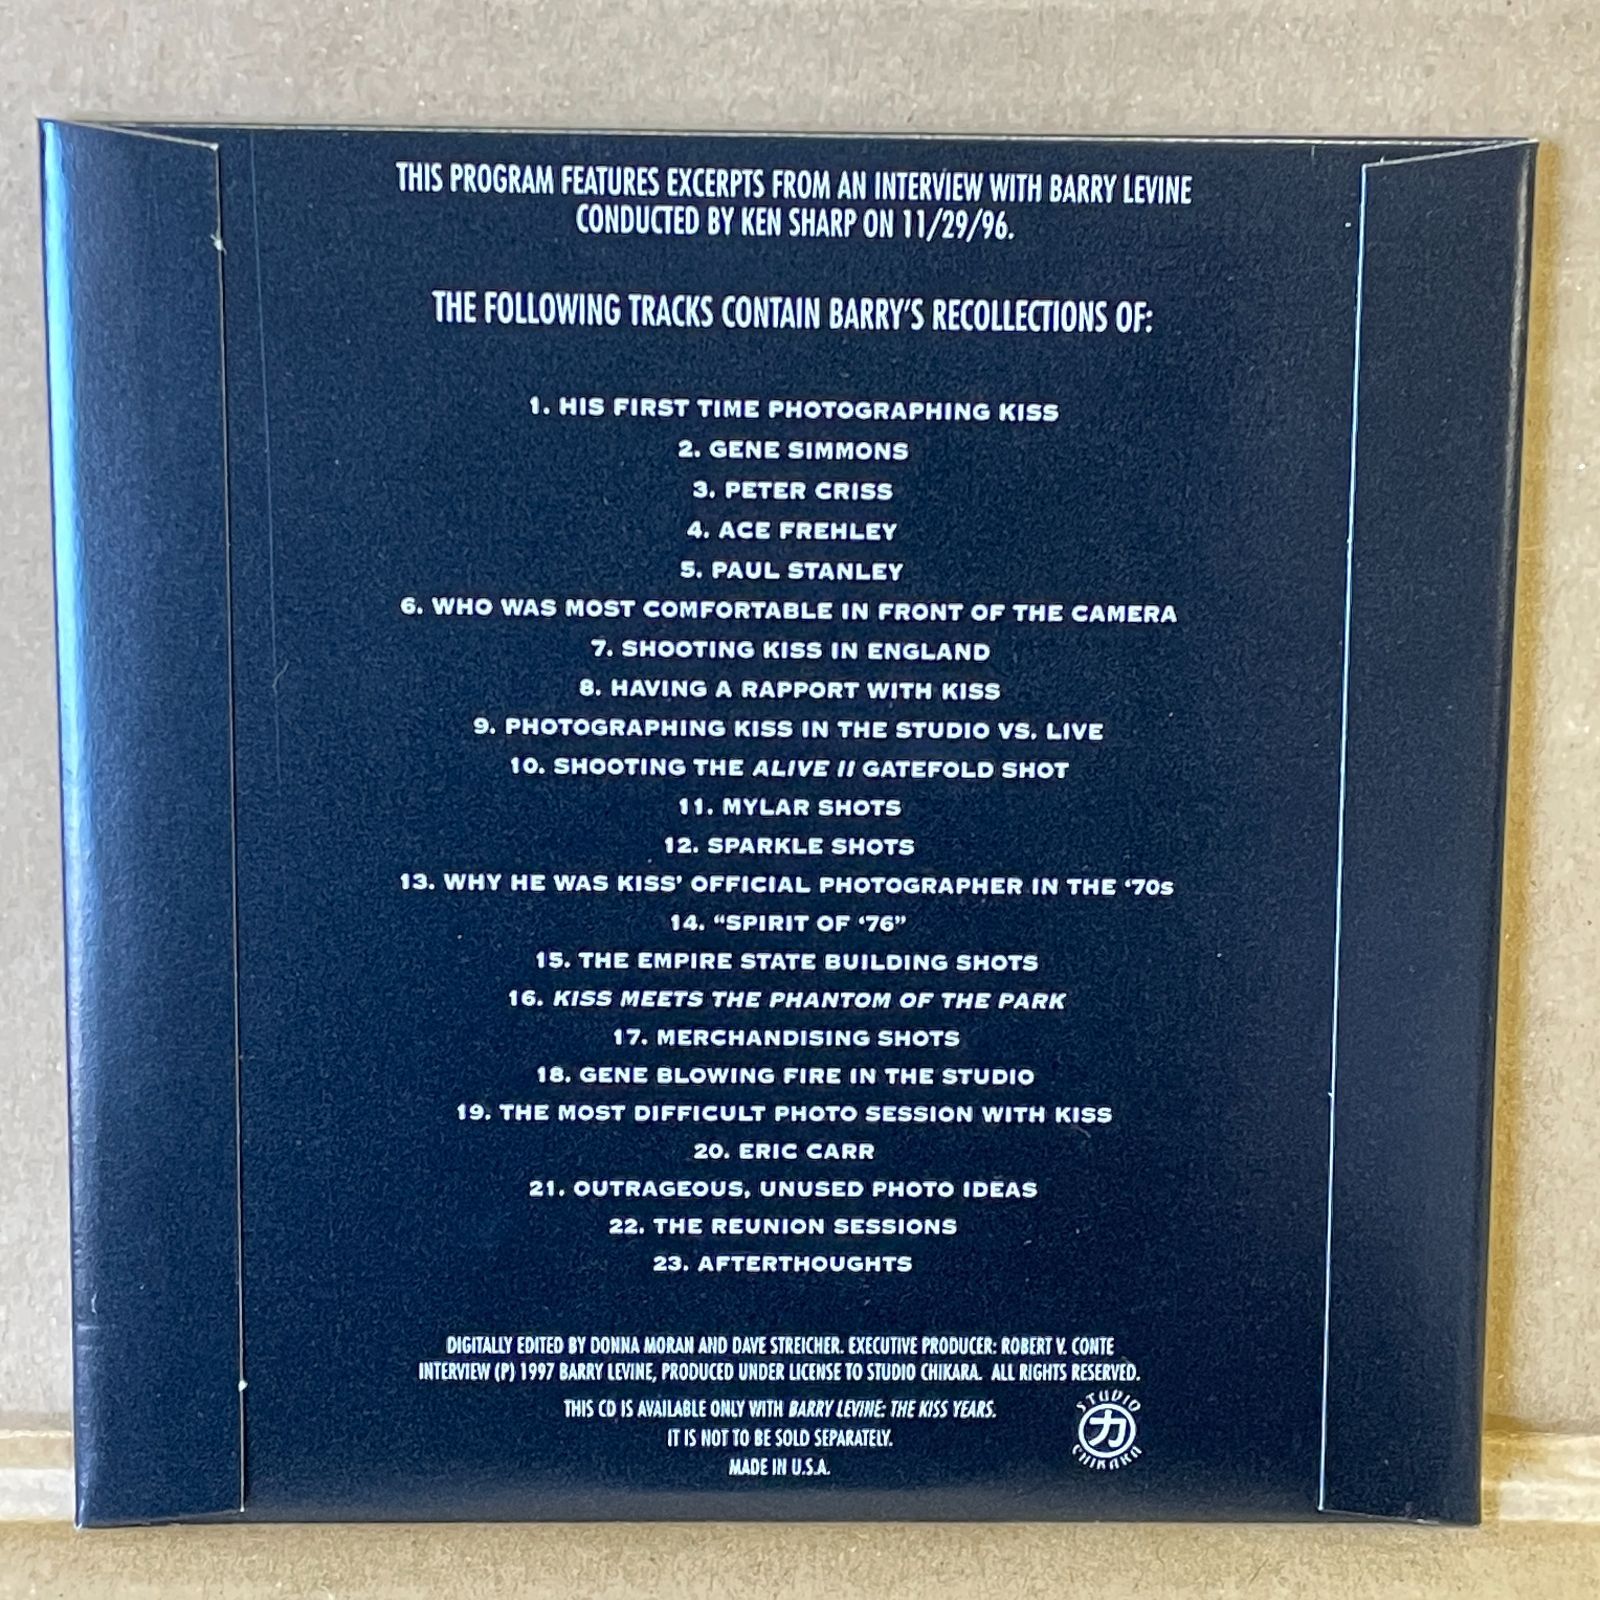 THIS PROGRAM FEATURES EXCERPTS FROM AN INTERVIEW WITH BARRY LEVINE
CONDUCTED BY KEN SHARP ON 11/29/96.
THE FOLLOWING TRACKS CONTAIN BARRY'S RECOLLECTIONS OF:
1. HIS FIRST TIME PHOTOGRAPHING KISS
2. GENE SIMMONS
3. PETER CRISS
4. ACE FREHLEY
5. PAUL STANLEY
6. WHO WAS MOST COMFORTABLE IN FRONT OF THE CAMERA
7. SHOOTING KISS IN ENGLAND
8. HAVING A RAPPORT WITH KISS
9. PHOTOGRAPHING KISS IN THE STUDIO VS. LIVE
10. SHOOTING THE ALIVE II GATEFOLD SHOT
11. MYLAR SHOTS
12. SPARKLE SHOTS
13. WHY HE WAS KISS' OFFICIAL PHOTOGRAPHER IN THE '70s
14. “SPIRIT OF ‘76”
15. THE EMPIRE STATE BUILDING SHOTS
16. KISS MEETS THE PHANTOM OF THE PARK
17. MERCHANDISING SHOTS
18. GENE BLOWING FIRE IN THE STUDIO
19. THE MOST DIFFICULT PHOTO SESSION WITH KISS
20. ERIC CARR
21. OUTRAGEOUS, UNUSED PHOTO IDEAS
22. THE REUNION SESSIONS
23. AFTERTHOUGHTS
DIGITALLY EDITED BY DONNA MORAN AND DAVE STREICHER. EXECUTIVE PRODUCER: ROBERT V. CONTE
INTERVIEW (P) 1997 BARRY LEVINE, PRODUCED UNDER LICENSE TO STUDIO CHIKARA. ALL RIGHTS RESERVED.
THIS CD IS AVAILABLE ONLY WITH BARRY LEVINE: THE KISS YEARS.
IT IS NOT TO BE SOLD SEPARATELY.
MADE IN U.S.A.
STUDIO
力
CHIKARA